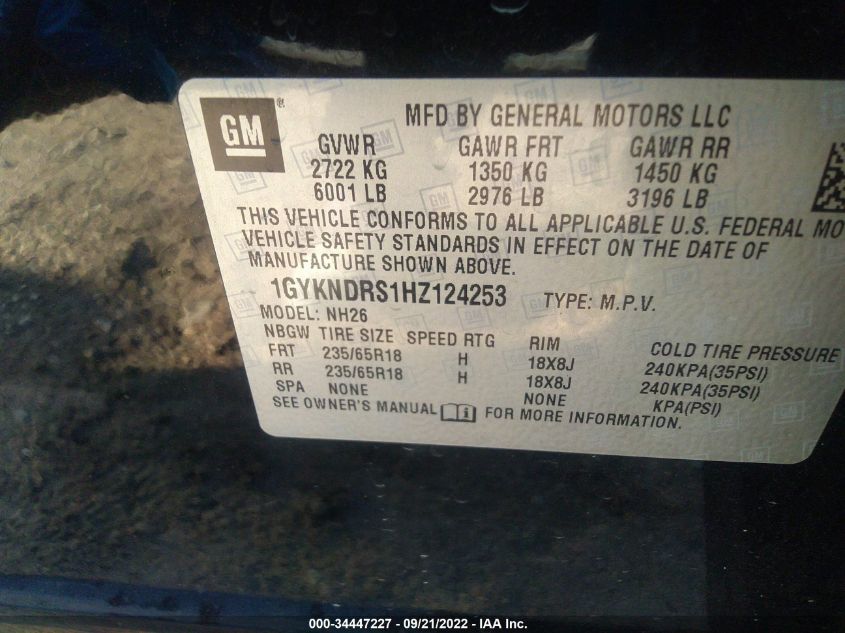 GM ®
MFD BY GENERAL MOTORS LLC
GVWR GAWR FRT GAWR RR
2722 KG 1350 KG 1450 KG
6001 LB 2976 LB 3196 LB
THIS VEHICLE CONFORMS TO ALL APPLICABLE U.S. FEDERAL MO
VEHICLE SAFETY STANDARDS IN EFFECT ON THE DATE OF
MANUFACTURE SHOWN ABOVE.
1GYKNDRS1HZ124253 TYPE: M.P.V.
MODEL: NH26
NBGW TIRE SIZE SPEED RTG RIM COLD TIRE PRESSURE
FRT 235/65R18 H 18X8J 240KPA(35PSI)
RR 235/65R18 H 18X8J 240KPA(35PSI)
SPA NONE NONE KPA(PSI)
SEE OWNER'S MANUAL i FOR MORE INFORMATION.
000-34447227 - 09/21/2022 - IAA Inc.